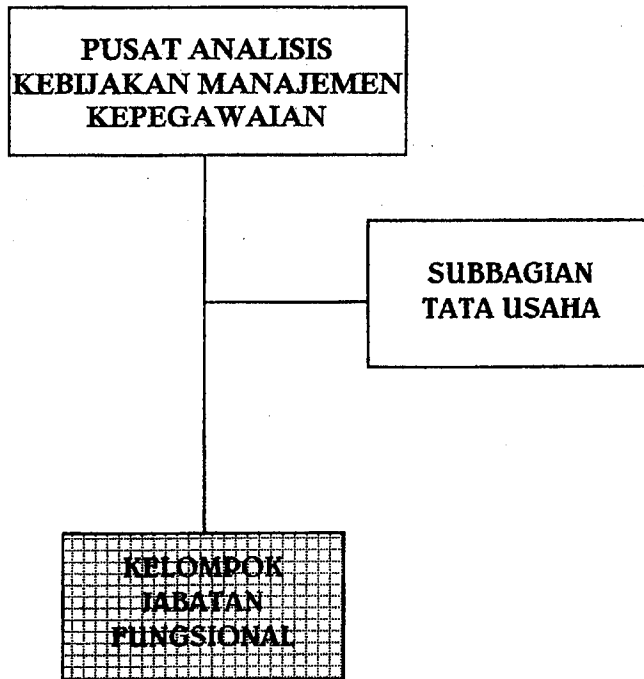 PUSAT ANALISIS
KEBIJAKAN MANAJEMEN
KEPEGAWAIAN
SUBBAGIAN
TATA USAHA
KELOMPOK
JABATAN
FUNGSIONAL